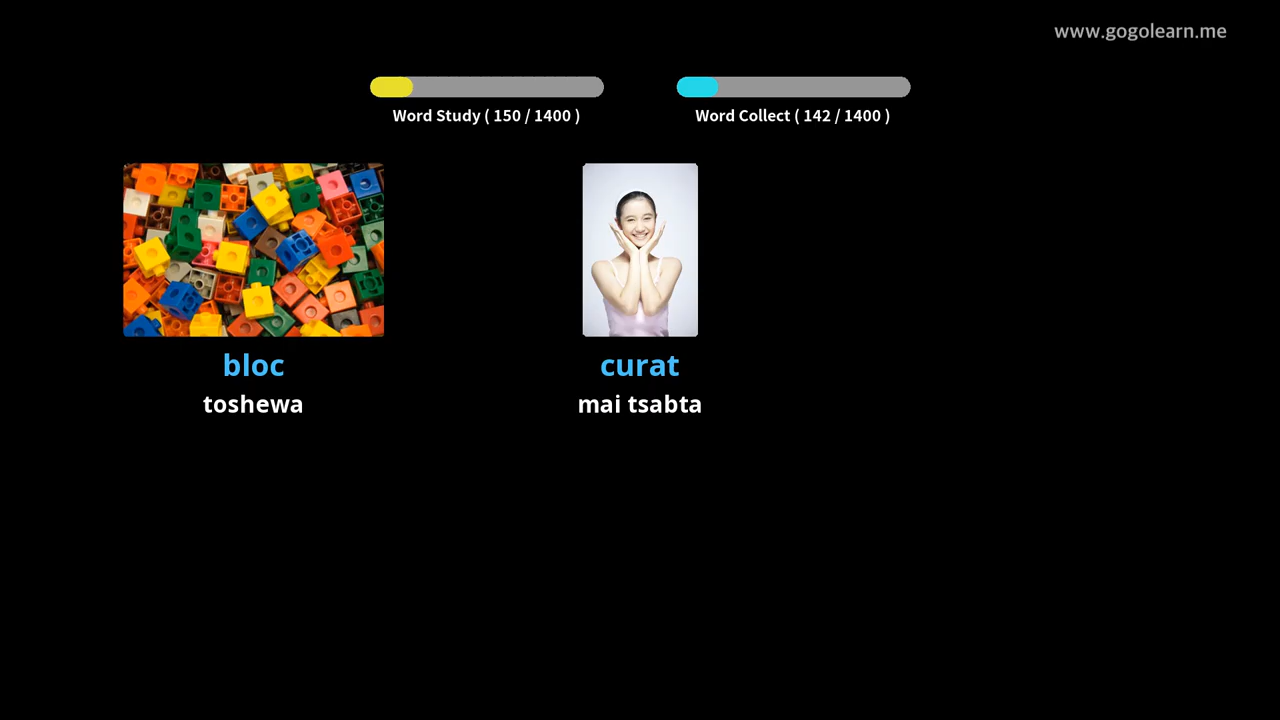 www.gogolearn.me
Word Study ( 150 / 1400 )
Word Collect ( 142 / 1400 )
bloc
toshewa
curat
mai tsabta